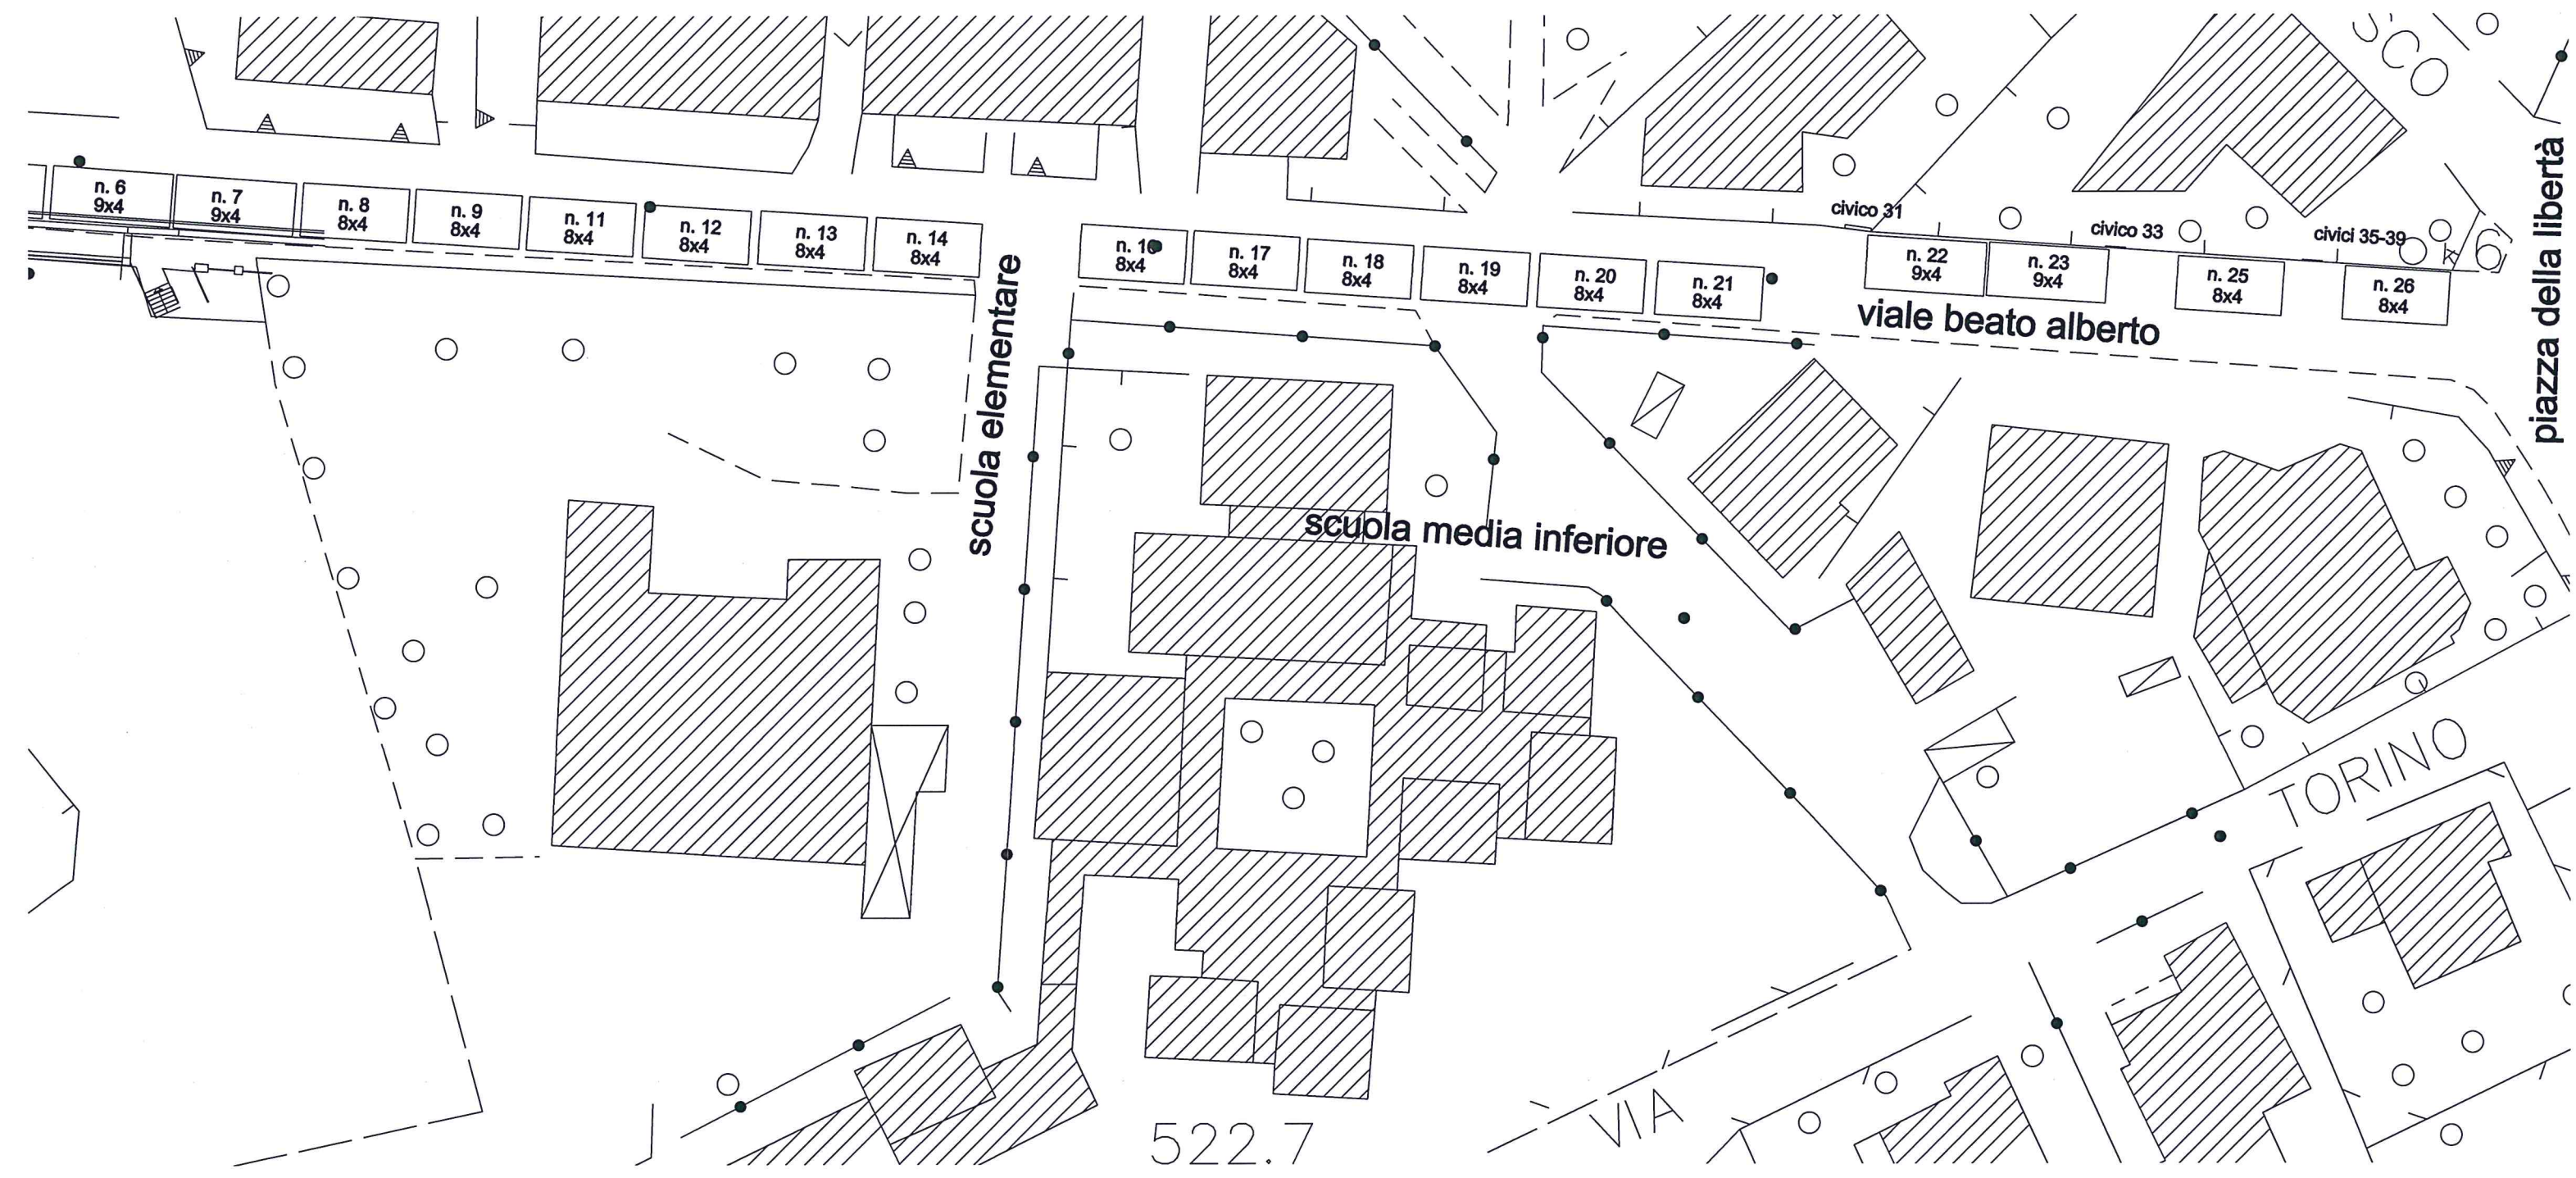 SCO
n. 6
9x4
n. 7
9x4
n. 8
8x4
n. 9
8x4
n. 11
8x4
n. 12
8x4
n. 13
8x4
n. 14
8x4
n. 16
8x4
n. 17
8x4
n. 18
8x4
n. 19
8x4
n. 20
8x4
n. 21
8x4
civico 31
n. 22
9x4
n. 23
9x4
civico 33
n. 25
8x4
civici 35-39
n. 26
8x4
viale beato alberto
piazza della libertà
scuola elementare
scuola media inferiore
VIA
TORINO
522.7